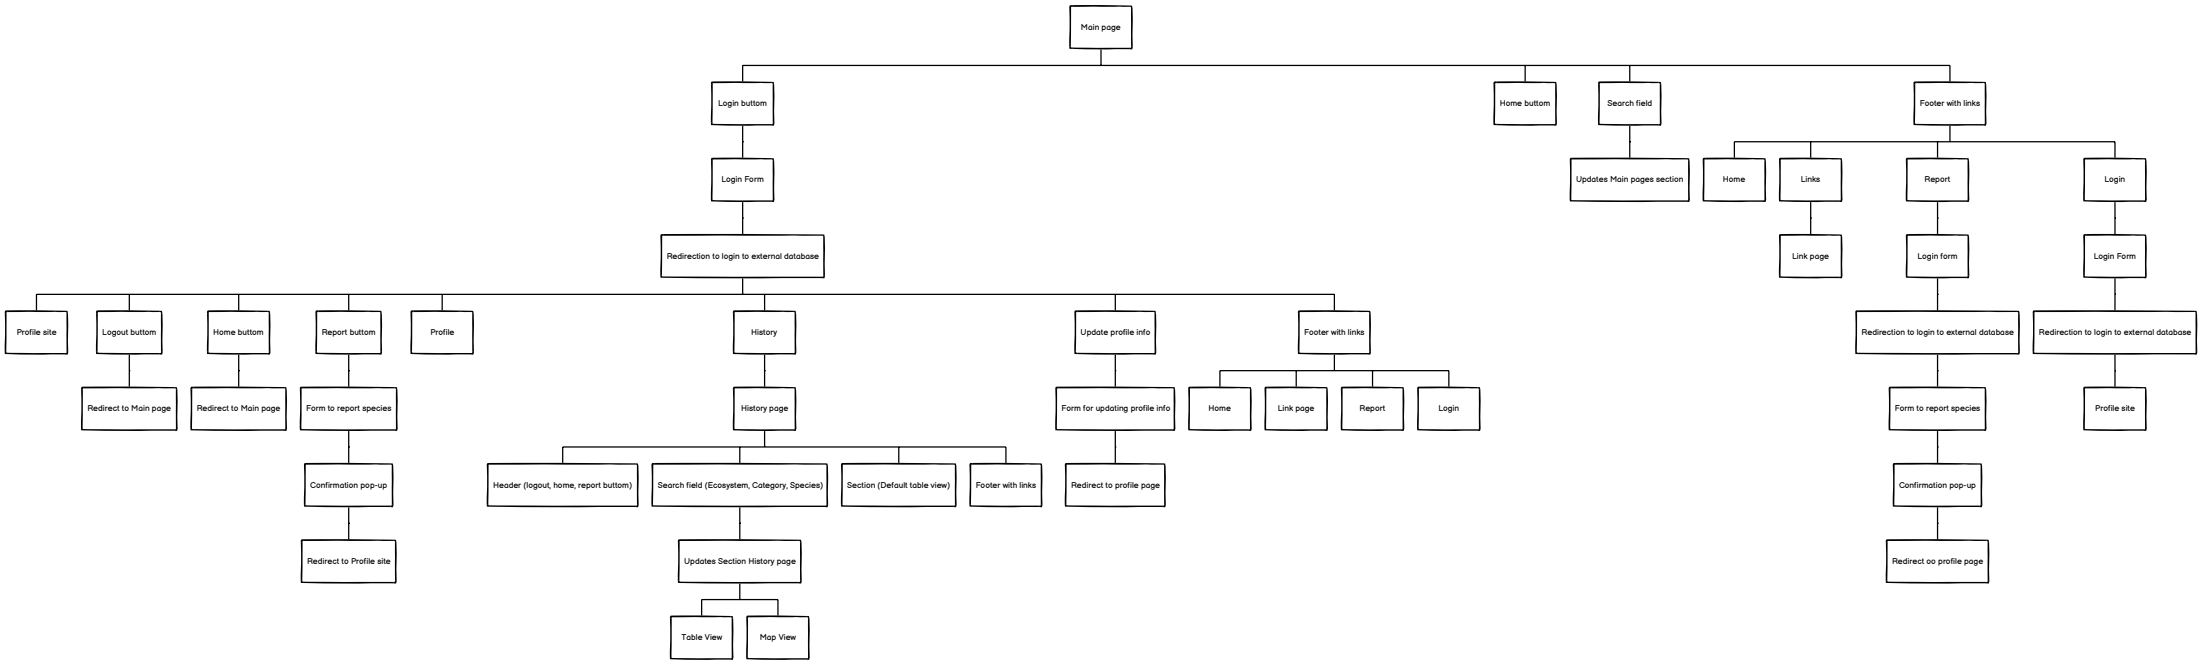 Main page
Login buttom
Home buttom
Search field
Footer with links
Login Form
Updates Main pages section
Home
Links
Report
Login
Redirection to login to external database
Link page
Login form
Login Form
Profile site
Logout buttom
Home buttom
Report buttom
Profile
History
Update profile info
Footer with links
Redirection to login to external database
Redirection to login to external database
Redirect to Main page
Redirect to Main page
Form to report species
History page
Form for updating profile info
Home
Link page
Report
Login
Form to report species
Profile site
Confirmation pop-up
Header (logout, home, report buttom)
Search field (Ecosystem, Category, Species)
Section (Default table view)
Footer with links
Redirect to profile page
Confirmation pop-up
Redirect to Profile site
Updates Section History page
Redirect oo profile page
Table View
Map View